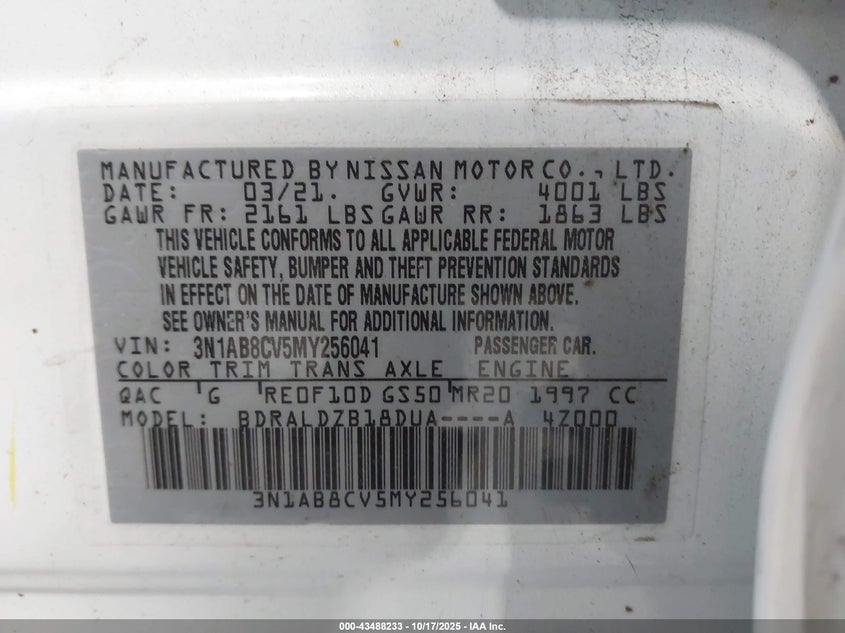 MANUFACTURED BY NISSAN MOTOR CO., LTD.
DATE: 03/21. GVWR: 4001 LBS
GAWR FR: 2161 LBS GAWR RR: 1863 LBS
THIS VEHICLE CONFORMS TO ALL APPLICABLE FEDERAL MOTOR
VEHICLE SAFETY, BUMPER AND THEFT PREVENTION STANDARDS
IN EFFECT ON THE DATE OF MANUFACTURE SHOWN ABOVE.
SEE OWNER'S MANUAL FOR ADDITIONAL INFORMATION.
VIN: 3N1AB8CV5MY256041 PASSENGER CAR.
COLOR TRIM TRANS AXLE ENGINE
QAC G RE0F10D GS50 MR20 1997 CC
MODEL: BDRALDZB18DUA----A 4Z000
3N1AB8CV5MY256041
000-43488233 - 10/17/2025 - IAA Inc.